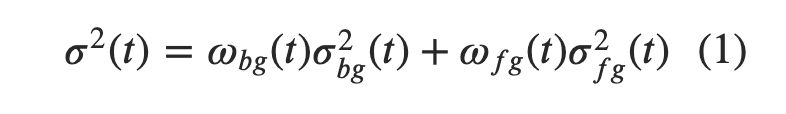 σ²(t) = ω_bg(t)σ²_bg(t) + ω_fg(t)σ²_fg(t) (1)